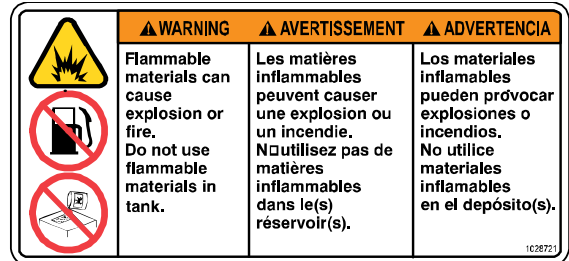 WARNING
Flammable
materials can
cause
explosion or
fire.
Do not use
flammable
materials in
tank.
AVERTISSEMENT
Les matières
inflammables
peuvent causer
une explosion ou
un incendie.
N□utilisez pas de
matières
inflammables
dans le(s)
réservoir(s).
ADVERTENCIA
Los materiales
inflamables
pueden provocar
explosiones o
incendios.
No utilice
materiales
inflamables
en el depósito(s).
1028721